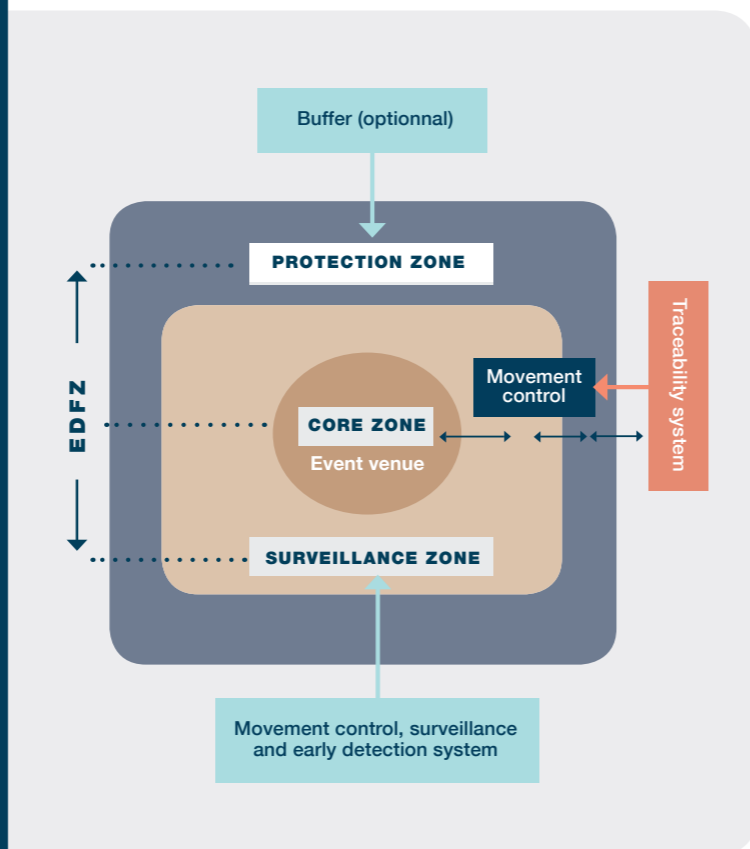 Buffer (optionnal)
PROTECTION ZONE
EDFZ
Movement
control
Traceability system
CORE ZONE
Event venue
SURVEILLANCE ZONE
Movement control, surveillance
and early detection system